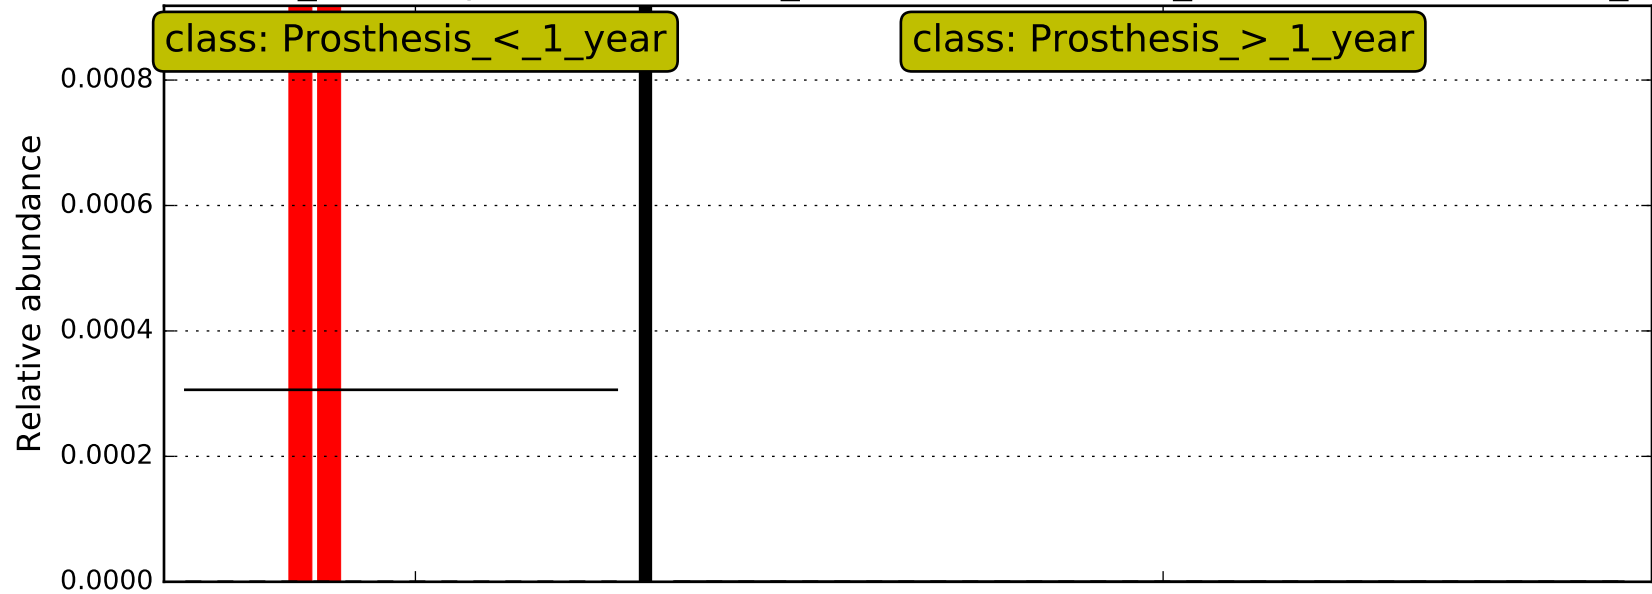 class: Prosthesis_<_1_year
class: Prosthesis_>_1_year
0.0008
0.0006
0.0004
0.0002
0.0000
Relative abundance